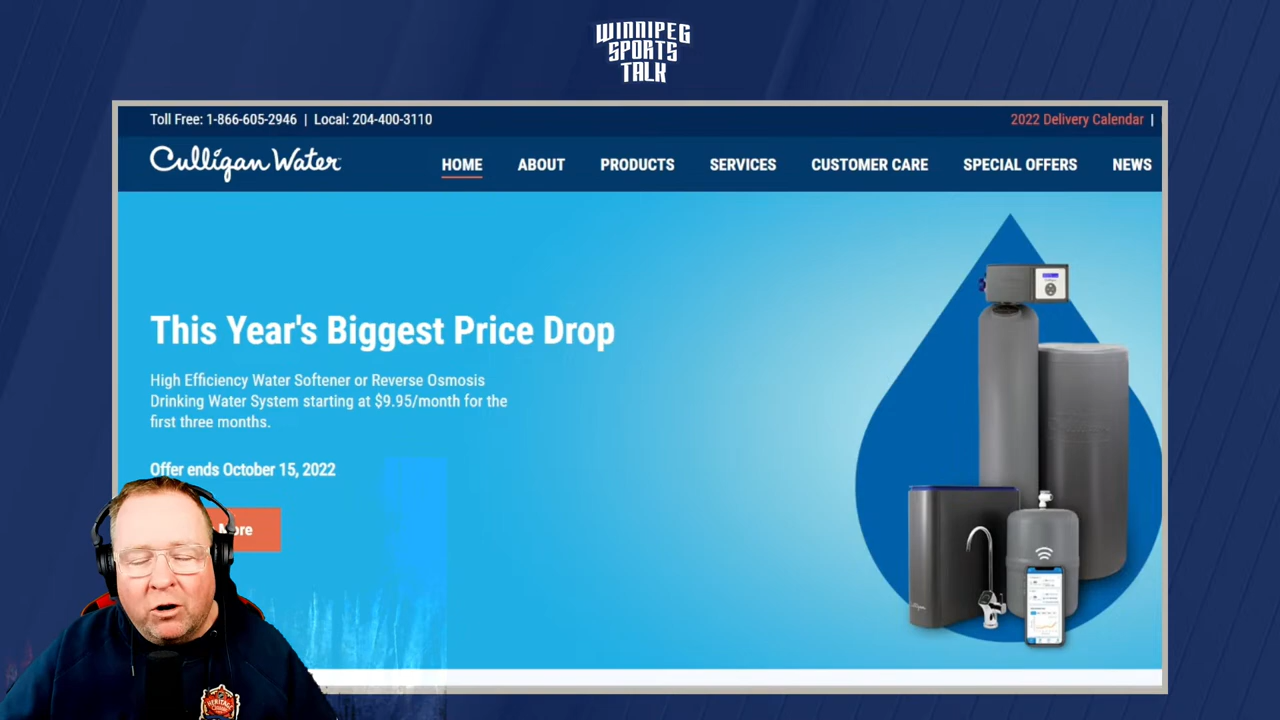 WINNIPEG
SPORTS
TALK
Toll Free: 1-866-605-2946 | Local: 204-400-3110
2022 Delivery Calendar |
Culligan Water
HOME ABOUT PRODUCTS SERVICES CUSTOMER CARE SPECIAL OFFERS NEWS
This Year's Biggest Price Drop
High Efficiency Water Softener or Reverse Osmosis
Drinking Water System starting at $9.95/month for the
first three months.
Offer ends October 15, 2022
More
HERITAGE
CLASSIC